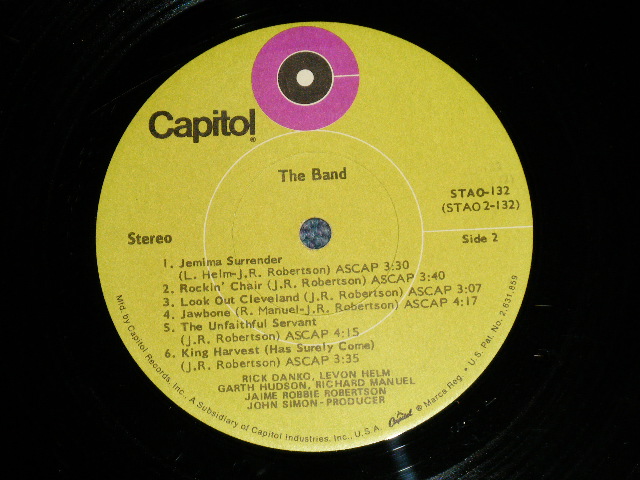 Capitol®
The Band
STAO-132
(STAO2-132)
Stereo
Side 2
1. Jemima Surrender
(L. Helm-J.R. Robertson) ASCAP 3:30
2. Rockin' Chair (J.R. Robertson) ASCAP 3:40
3. Look Out Cleveland (J.R. Robertson) ASCAP 3:07
4. Jawbone (R. Manuel-J.R. Robertson) ASCAP 4:17
5. The Unfaithful Servant
(J.R. Robertson) ASCAP 4:15
6. King Harvest (Has Surely Come)
(J.R. Robertson) ASCAP 3:35
RICK DANKO, LEVON HELM
GARTH HUDSON, RICHARD MANUEL
JAIME ROBBIE ROBERTSON
JOHN SIMON-PRODUCER
Mfd. by Capitol Records, Inc., A Subsidiary of Capitol Industries, Inc., U.S.A. Capitol ® Marca Reg. • U.S. Pat. No. 2,631,859